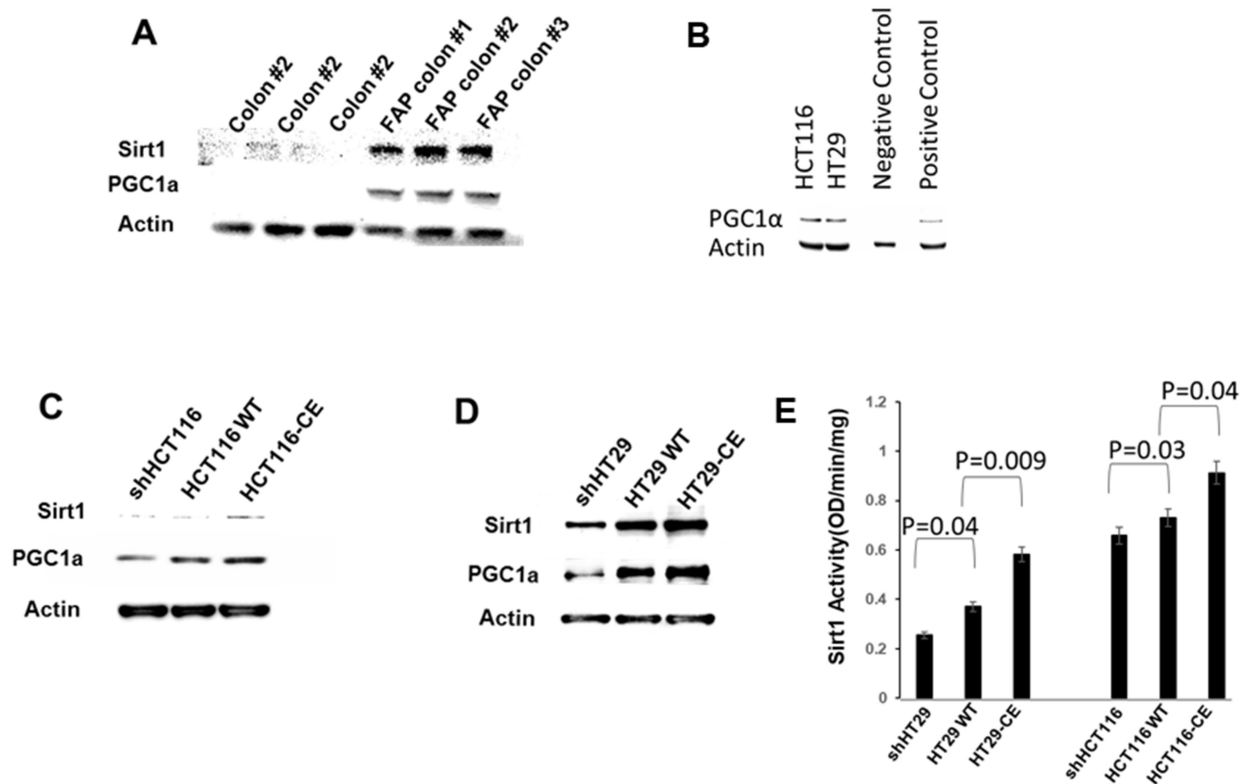 A
Colon #2
Colon #2
Colon #2
FAP colon #1
FAP colon #2
FAP colon #3
Sirt1
PGC1a
Actin
B
HCT116
HT29
Negative Control
Positive Control
PGC1α
Actin
C
shHCT116
HCT116 WT
HCT116-CE
Sirt1
PGC1a
Actin
D
shHT29
HT29 WT
HT29-CE
Sirt1
PGC1a
Actin
E
Sirt1 Activity(OD/min/mg)
1.2
1
0.8
0.6
0.4
0.2
0
P=0.04
P=0.009
P=0.03
P=0.04
shHT29
HT29 WT
HT29-CE
shHCT116
HCT116 WT
HCT116-CE